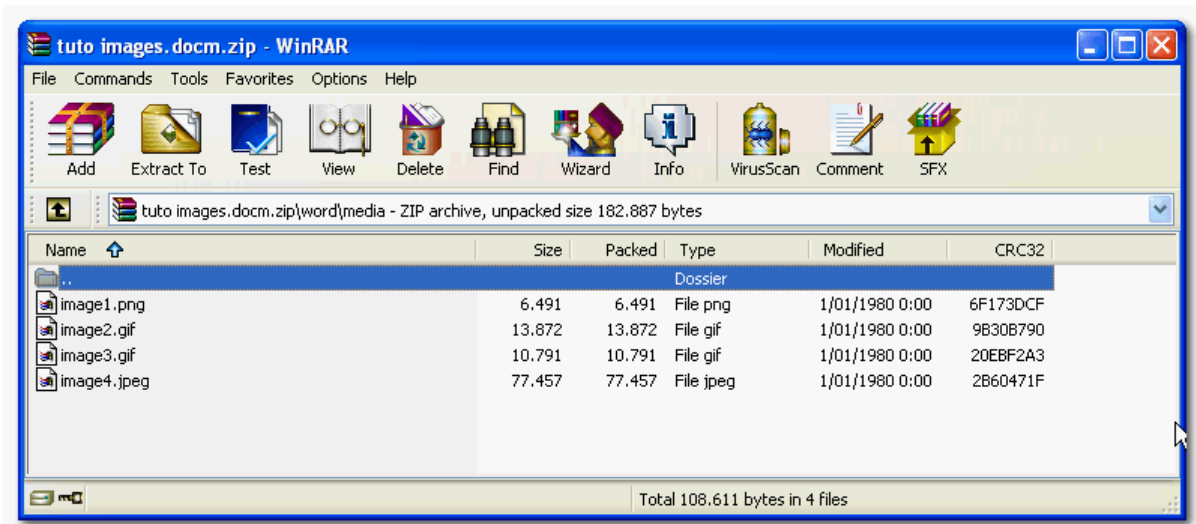 tuto images.docm.zip - WinRAR
File Commands Tools Favorites Options Help
Add Extract To Test View Delete Find Wizard Info VirusScan Comment SFX
tuto images.docm.zip\word\media - ZIP archive, unpacked size 182.887 bytes
Name Size Packed Type Modified CRC32
.. Dossier
image1.png 6.491 6.491 File png 1/01/1980 0:00 6F173DCF
image2.gif 13.872 13.872 File gif 1/01/1980 0:00 9B30B790
image3.gif 10.791 10.791 File gif 1/01/1980 0:00 20EBF2A3
image4.jpeg 77.457 77.457 File jpeg 1/01/1980 0:00 2B60471F
Total 108.611 bytes in 4 files